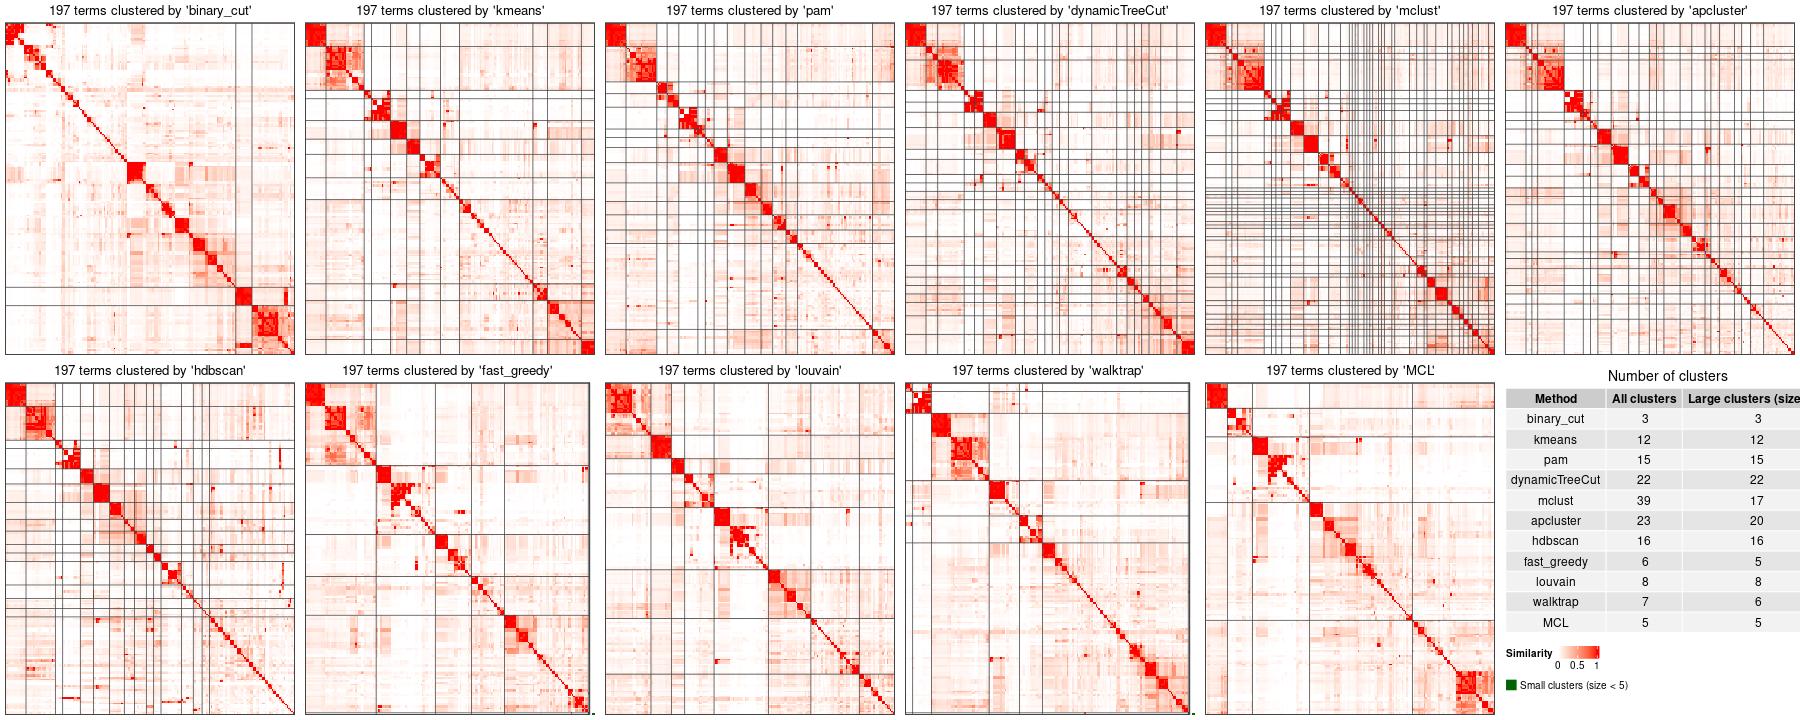 197 terms clustered by 'binary_cut'
197 terms clustered by 'kmeans'
197 terms clustered by 'pam'
197 terms clustered by 'dynamicTreeCut'
197 terms clustered by 'mclust'
197 terms clustered by 'apcluster'
197 terms clustered by 'hdbscan'
197 terms clustered by 'fast_greedy'
197 terms clustered by 'louvain'
197 terms clustered by 'walktrap'
197 terms clustered by 'MCL'
Number of clusters
Method All clusters Large clusters (size
binary_cut 3 3
kmeans 12 12
pam 15 15
dynamicTreeCut 22 22
mclust 39 17
apcluster 23 20
hdbscan 16 16
fast_greedy 6 5
louvain 8 8
walktrap 7 6
MCL 5 5
Similarity
0 0.5 1
Small clusters (size < 5)